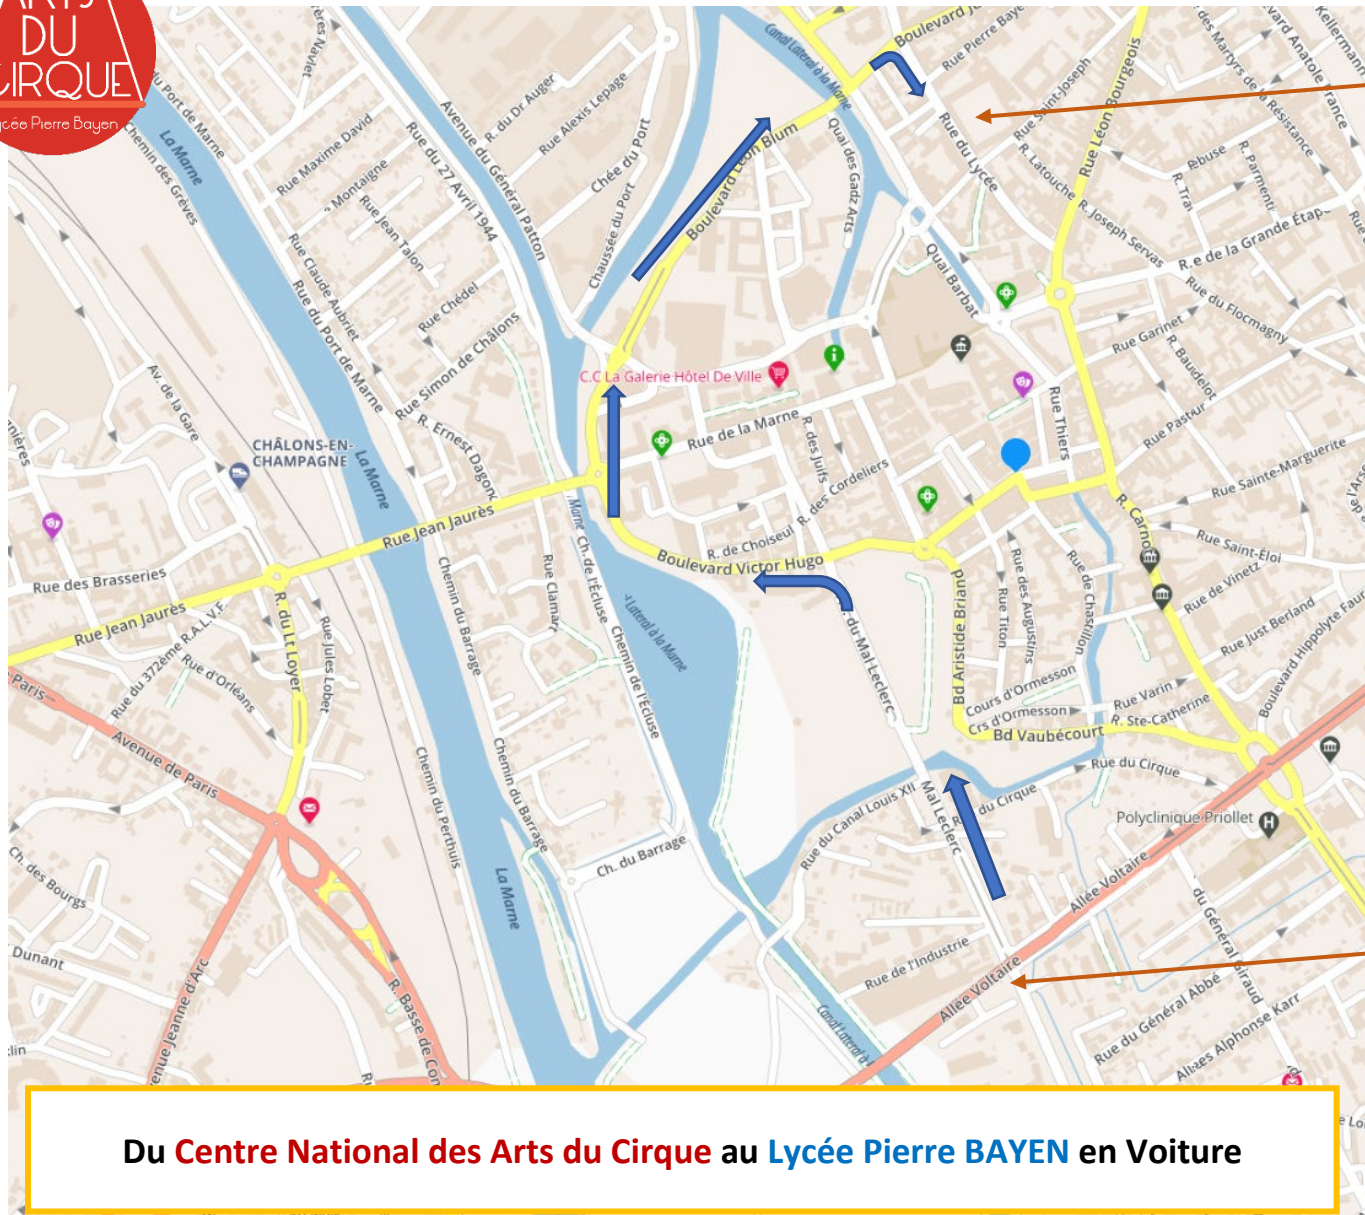 ARTS
DU
CIRQUE
Lycée Pierre Bayen
Canal Latéral à la Marne
Rue Pierre Baye
Rue Saint-Joseph
Rue du Lycée
R. Latouche
R. Joseph Servas
Rue Léon Bourgeois
des Martyrs de la Résistance
R. Parmenti
R.e de la Grande Étap
Rue du Flocmagny
Rue Garinet
R. Baudelot
Rue Pastur
Rue Sainte-Marguerite
Rue Saint-Éloi
Rue de Vinetz
Rue Just Berland
Boulevard Hippolyte Faur
R. Carno
Rue Thiers
Quai Barbat
Quai des Gadz Arts
Boulevard Léon Blum
Avenue du Général Patton
R. du Dr Auger
Rue Alexis Lepage
Chée du Port
Chaussée du Port
Rue du 27 Avril 1944
Rue Maxime David
e Montaigne
Rue Jean Talon
Rue Chédel
Rue Simon de Châlons
R. Ernest Dagonc
Rue Claude Aubriet
Rue du Port de Marne
du Port de Marne
Chemin des Grèves
La Marne
Av. de la Gare
CHÂLONS-EN-
CHAMPAGNE
La Marne
C.C La Galerie Hôtel De Ville
Rue de la Marne
R. des Juifs
R. des Cordeliers
R. de Choiseul
Boulevard Victor Hugo
Rue Jean Jaurès
Rue des Brasseries
Rue Jean Jaurès
Rue du 372ème R.A.L.V.F.
Rue d'Orléans
R. du Lt Loyer
Rue Jules Lobet
Chemin du Barrage
Rue Clamart
Marne
Ch. de l'Écluse
Chemin de l'Écluse
Latéral à la Marne
du Mal Leclerc
Bd Aristide Briand
Rue Titon
Rue des Augustins
Rue de Chastillon
Cours d'Ormesson
Crs d'Ormesson
Bd Vaubécourt
Rue Varin
R. Ste-Catherine
Rue du Cirque
du Cirque
Mal Leclerc
Rue du Canal Louis XII
Polyclinique Priollet
Allée Voltaire
Allée Voltaire
Rue de l'Industrie
du Général Giraud
Rue du Général Abbé
Alphonse Karr
Paris
Avenue de Paris
Chemin du Perthuis
Chemin du Barrage
Ch. du Barrage
La Marne
Ch. des Bourgs
Dunant
enue Jeanne d'Arc
R. Basse de Con
Canal Latéral à
Du Centre National des Arts du Cirque au Lycée Pierre BAYEN en Voiture